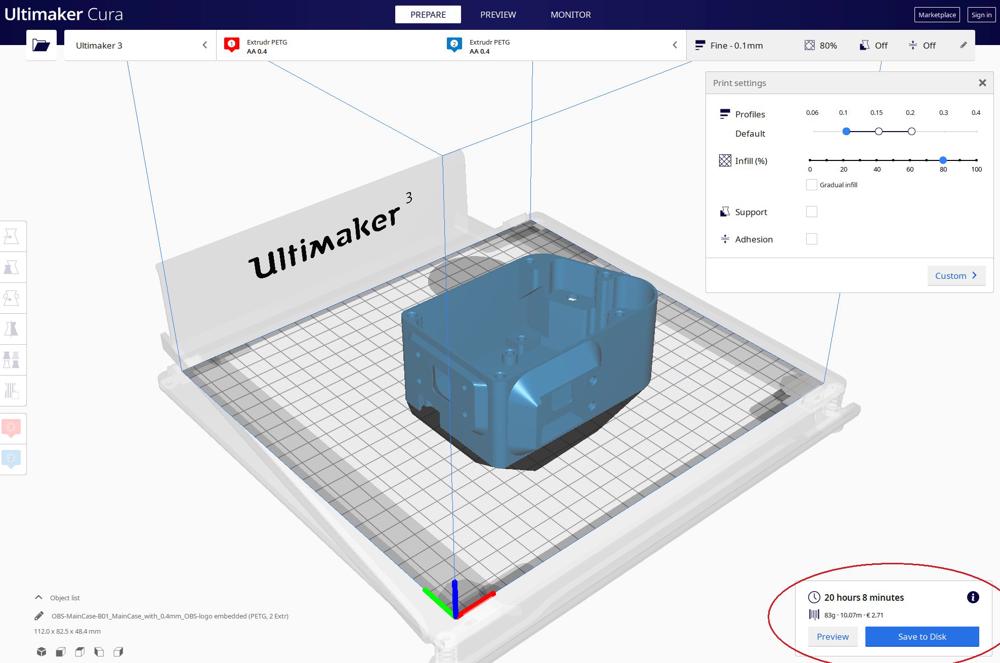 Ultimaker Cura
PREPARE
PREVIEW
MONITOR
Marketplace
Sign in
Ultimaker 3
1
Extrudr PETG
AA 0.4
2
Extrudr PETG
AA 0.4
Fine - 0.1mm
80%
Off
Off
Print settings
Profiles
0.06 0.1 0.15 0.2 0.3 0.4
Default
Infill (%)
0 20 40 60 80 100
Gradual infill
Support
Adhesion
Custom
Ultimaker 3
Object list
OBS-MainCase-B01_MainCase_with_0.4mm_OBS-logo embedded (PETG, 2 Extr)
112.0 x 82.5 x 48.4 mm
20 hours 8 minutes
83g · 10.07m · € 2.71
Preview
Save to Disk